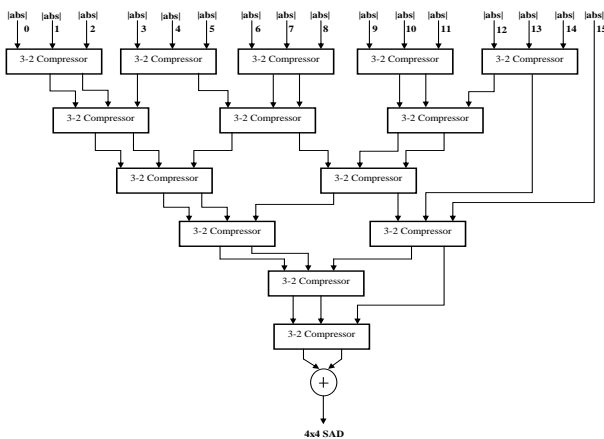 |abs| |abs| |abs| |abs| |abs| |abs| |abs| |abs| |abs| |abs| |abs| |abs| |abs| |abs| |abs| |abs|
0 1 2 3 4 5 6 7 8 9 10 11 12 13 14 15
3-2 Compressor 3-2 Compressor 3-2 Compressor 3-2 Compressor 3-2 Compressor
3-2 Compressor 3-2 Compressor 3-2 Compressor
3-2 Compressor 3-2 Compressor
3-2 Compressor 3-2 Compressor
3-2 Compressor
3-2 Compressor
+
4x4 SAD